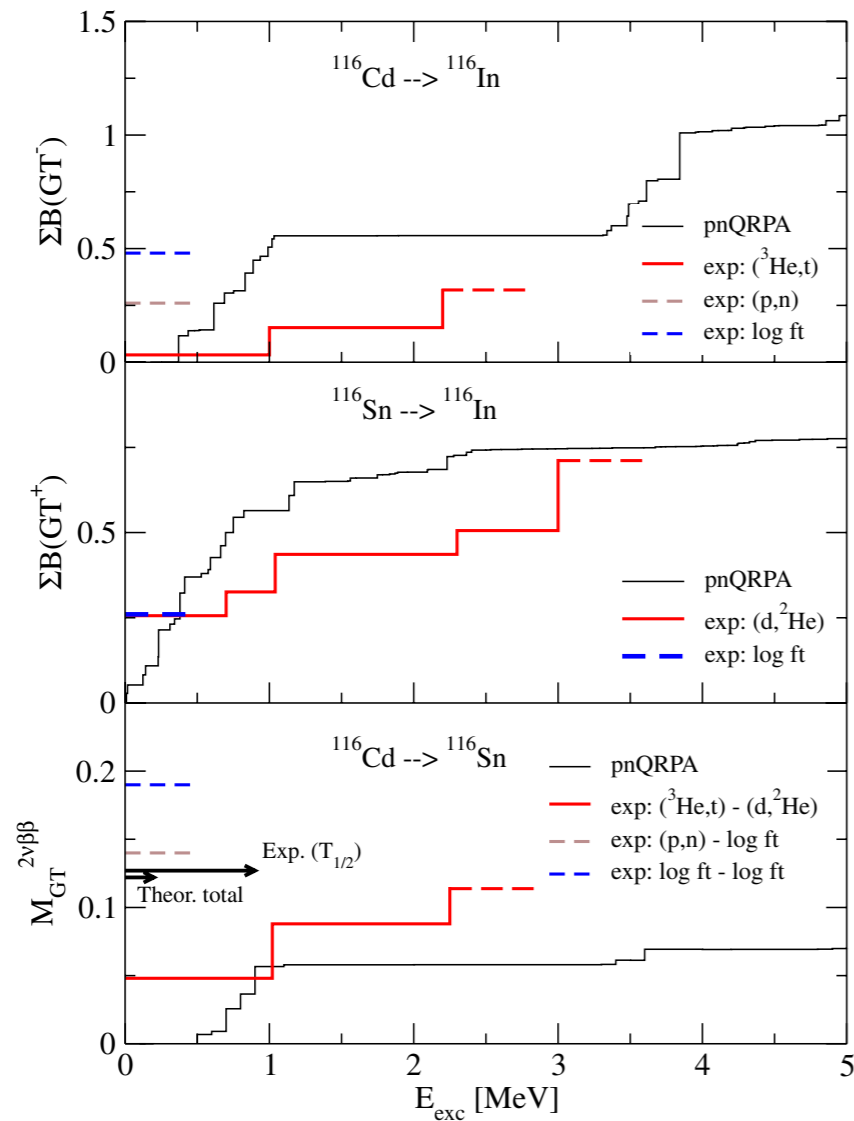 1.5
¹¹⁶Cd --> ¹¹⁶In
1
ΣB(GT⁻)
pnQRPA
0.5
exp: (³He,t)
exp: (p,n)
exp: log ft
0
¹¹⁶Sn --> ¹¹⁶In
ΣB(GT⁺)
0.5
pnQRPA
exp: (d,²He)
exp: log ft
0
¹¹⁶Cd --> ¹¹⁶Sn
0.2
pnQRPA
exp: (³He,t) - (d,²He)
exp: (p,n) - log ft
exp: log ft - log ft
Exp. (T₁/₂)
Theor. total
M_GT^2νββ
0.1
0
0 1 2 3 4 5
E_exc [MeV]